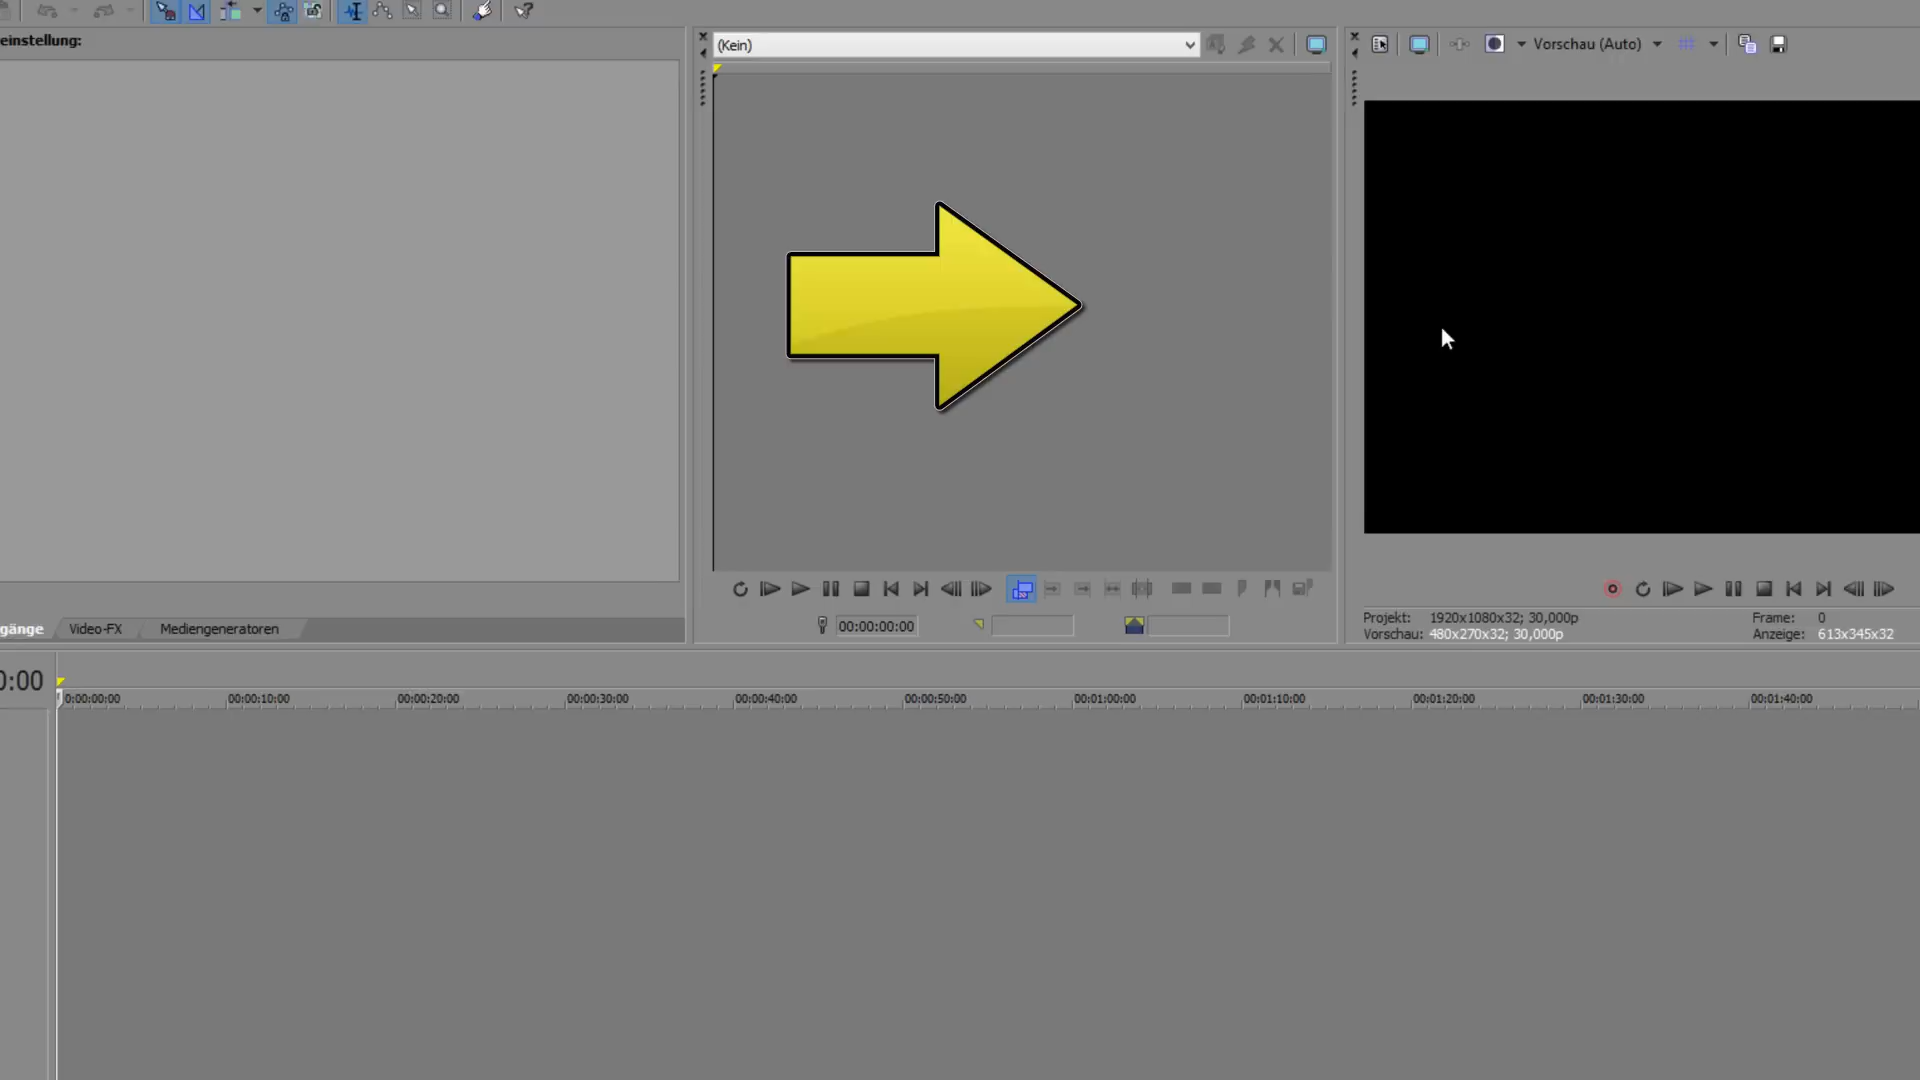 einstellung:
(Kein)
Vorschau (Auto)
00:00:00:00
Projekt: 1920x1080x32; 30,000p
Frame: 0
Vorschau: 480x270x32; 30,000p
Anzeige: 613x345x32
gänge
Video-FX
Mediengeneratoren
0:00
0:00:00:00
00:00:10:00
00:00:20:00
00:00:30:00
00:00:40:00
00:00:50:00
00:01:00:00
00:01:10:00
00:01:20:00
00:01:30:00
00:01:40:00